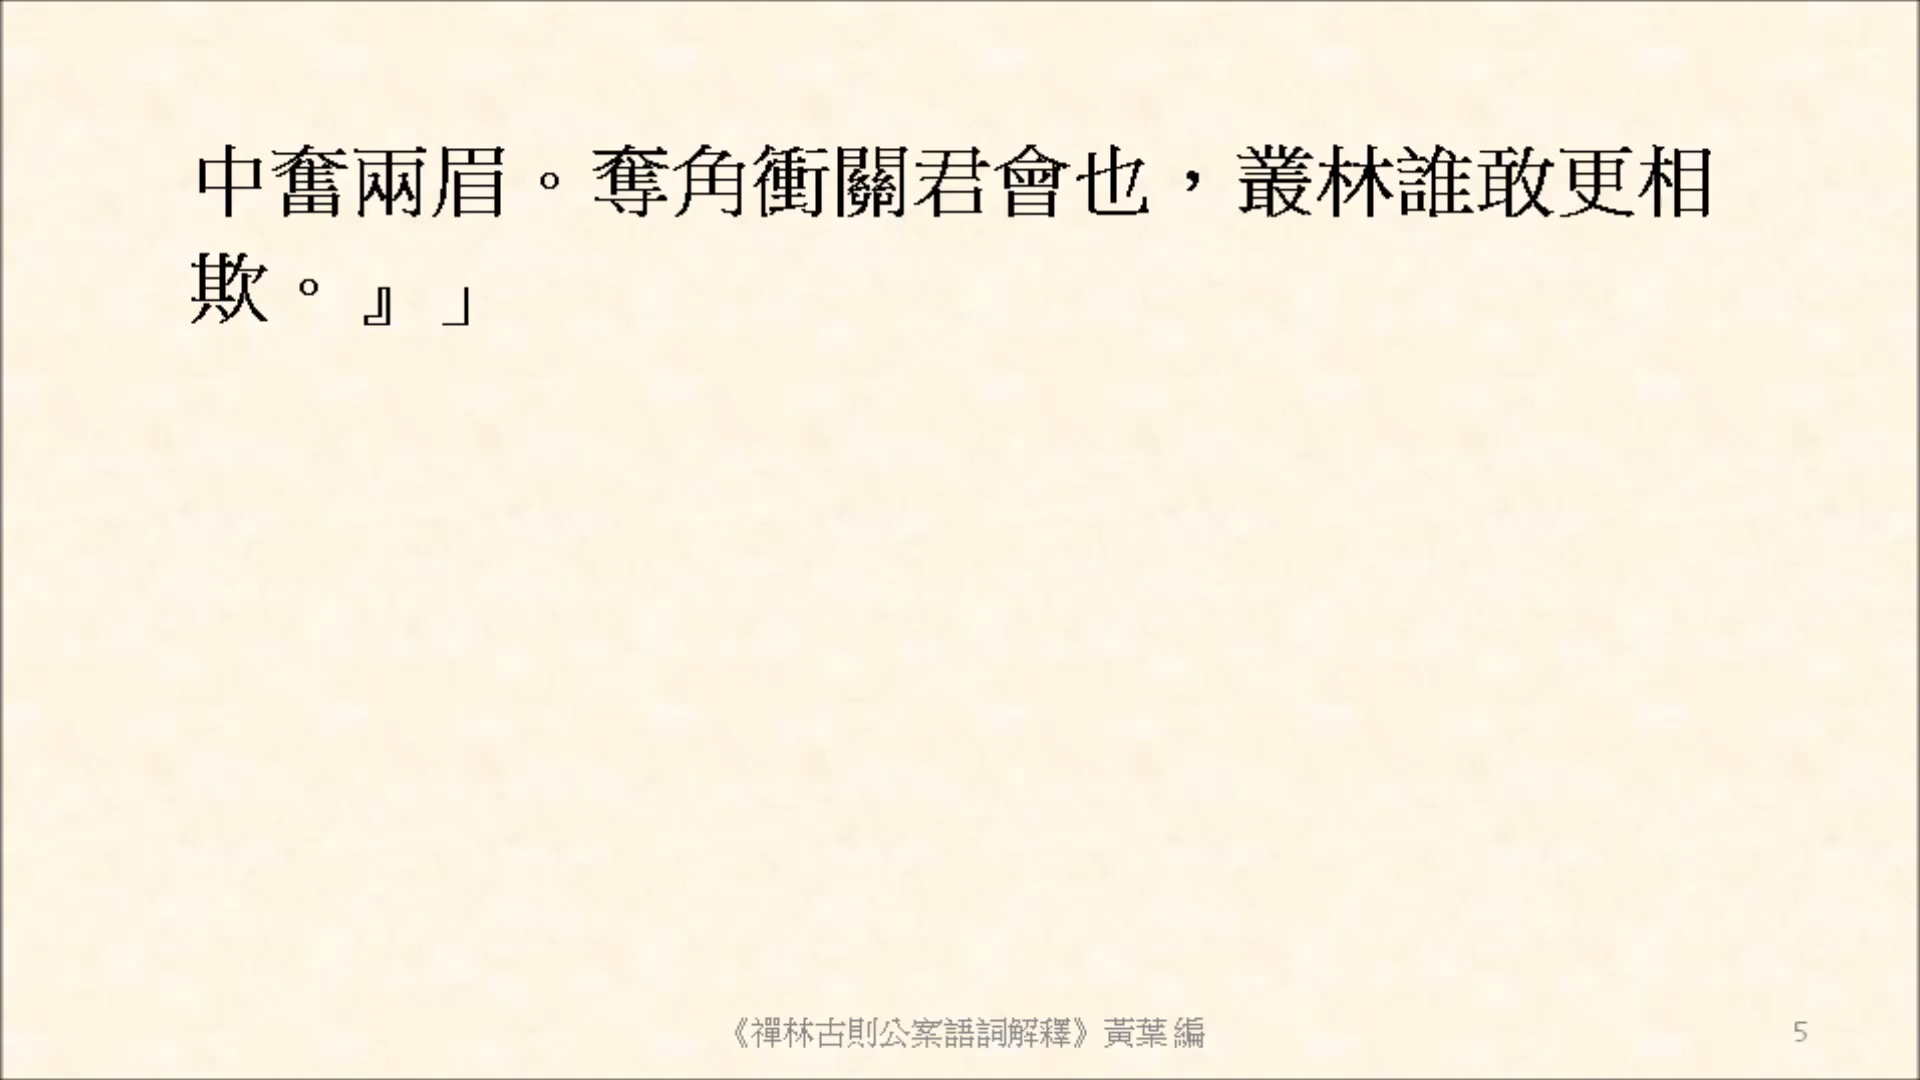 中奮兩眉。奪角衝關君會也，叢林誰敢更相
欺。』」
《禪林古則公案語詞解釋》黃葉 編
5